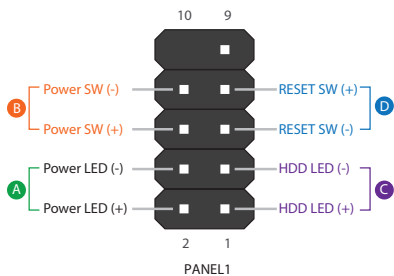 10 9
Power SW (-) RESET SW (+)
B D
Power SW (+) RESET SW (-)
Power LED (-) HDD LED (-)
A C
Power LED (+) HDD LED (+)
2 1
PANEL1